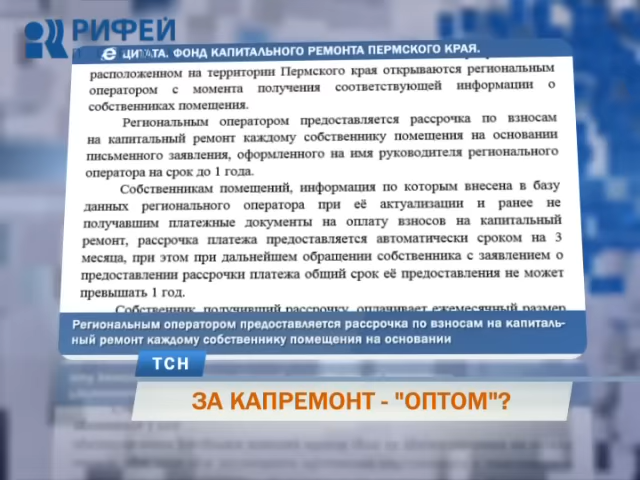 РИФЕЙ
ЦИТАТА. ФОНД КАПИТАЛЬНОГО РЕМОНТА ПЕРМСКОГО КРАЯ.
расположенном на территории Пермского края открываются региональным
оператором с момента получения соответствующей информации о
собственниках помещения.
Региональным оператором предоставляется рассрочка по взносам
на капитальный ремонт каждому собственнику помещения на основании
письменного заявления, оформленного на имя руководителя регионального
оператора на срок до 1 года.
Собственникам помещений, информация по которым внесена в базу
данных регионального оператора при её актуализации и ранее не
получавшим платежные документы на оплату взносов на капитальный
ремонт, рассрочка платежа предоставляется автоматически сроком на 3
месяца, при этом при дальнейшем обращении собственника с заявлением о
предоставлении рассрочки платежа общий срок её предоставления не может
превышать 1 год.
Собственник, получивший рассрочку, оплачивает ежемесячный размер
Региональным оператором предоставляется рассрочка по взносам на капиталь-
ный ремонт каждому собственнику помещения на основании
ТСН
ЗА КАПРЕМОНТ - "ОПТОМ"?